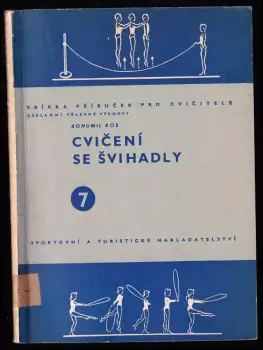 SBÍRKA PŘÍRUČEK PRO CVIČITELE
ZÁKLADNÍ TĚLESNÉ VÝCHOVY
BOHUMIL KOS
CVIČENÍ
SE ŠVIHADLY
7
SPORTOVNÍ A TURISTICKÉ NAKLADATELSTVÍ